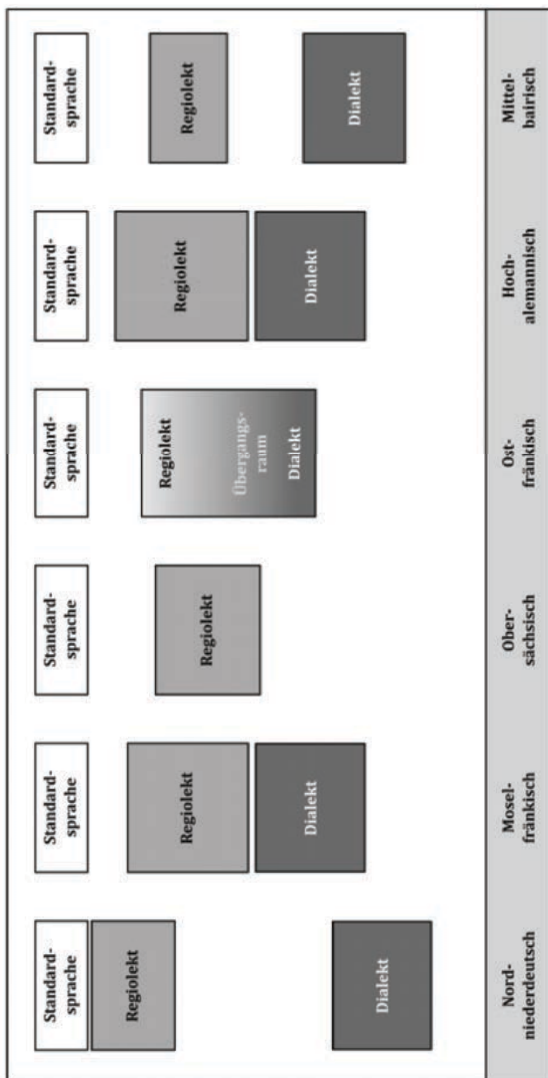 Standard-
sprache
Regiolekt
Dialekt
Nord-
niederdeutsch
Standard-
sprache
Regiolekt
Dialekt
Mosel-
fränkisch
Standard-
sprache
Regiolekt
Ober-
sächsisch
Standard-
sprache
Regiolekt
Übergangs-
raum
Dialekt
Ost-
fränkisch
Standard-
sprache
Regiolekt
Dialekt
Hoch-
alemannisch
Standard-
sprache
Regiolekt
Dialekt
Mittel-
bairisch